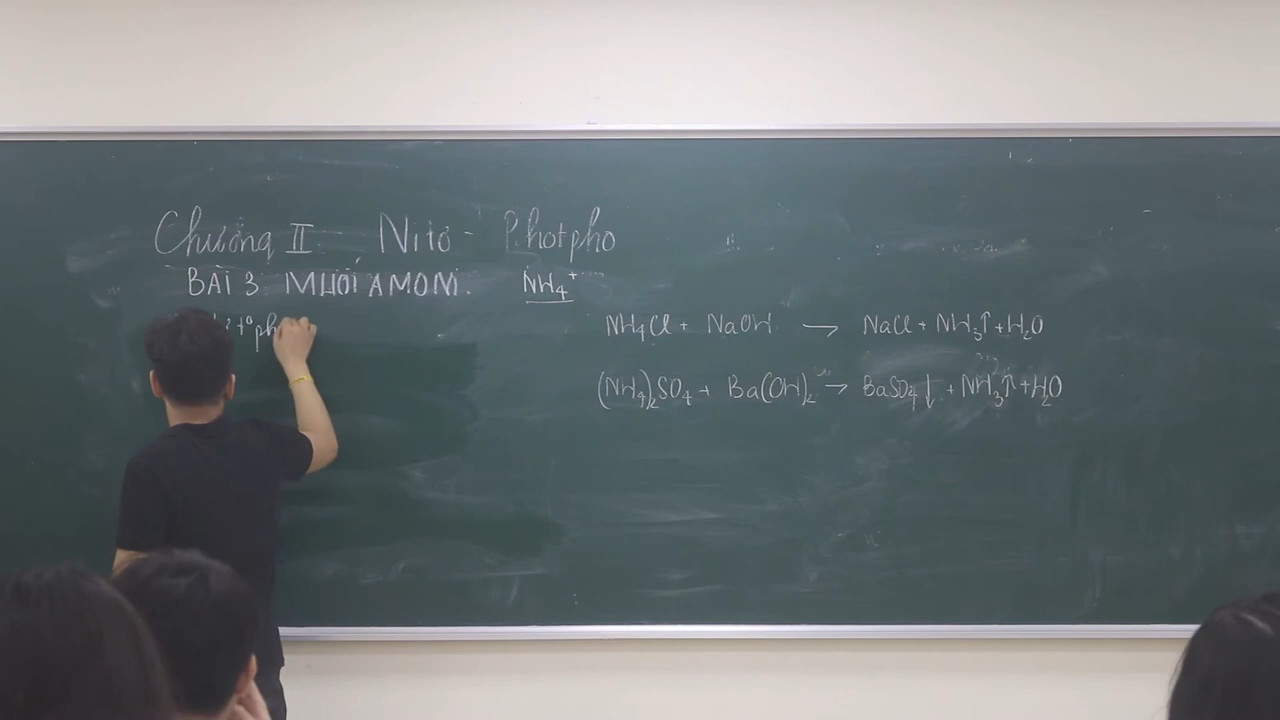 Chương II Nitơ - Photpho
BÀI 3: MUỐI AMONI. NH₄⁺
NH₄Cl + NaOH → NaCl + NH₃↑ + H₂O
(NH₄)₂SO₄ + Ba(OH)₂ → BaSO₄↓ + NH₃↑ + H₂O